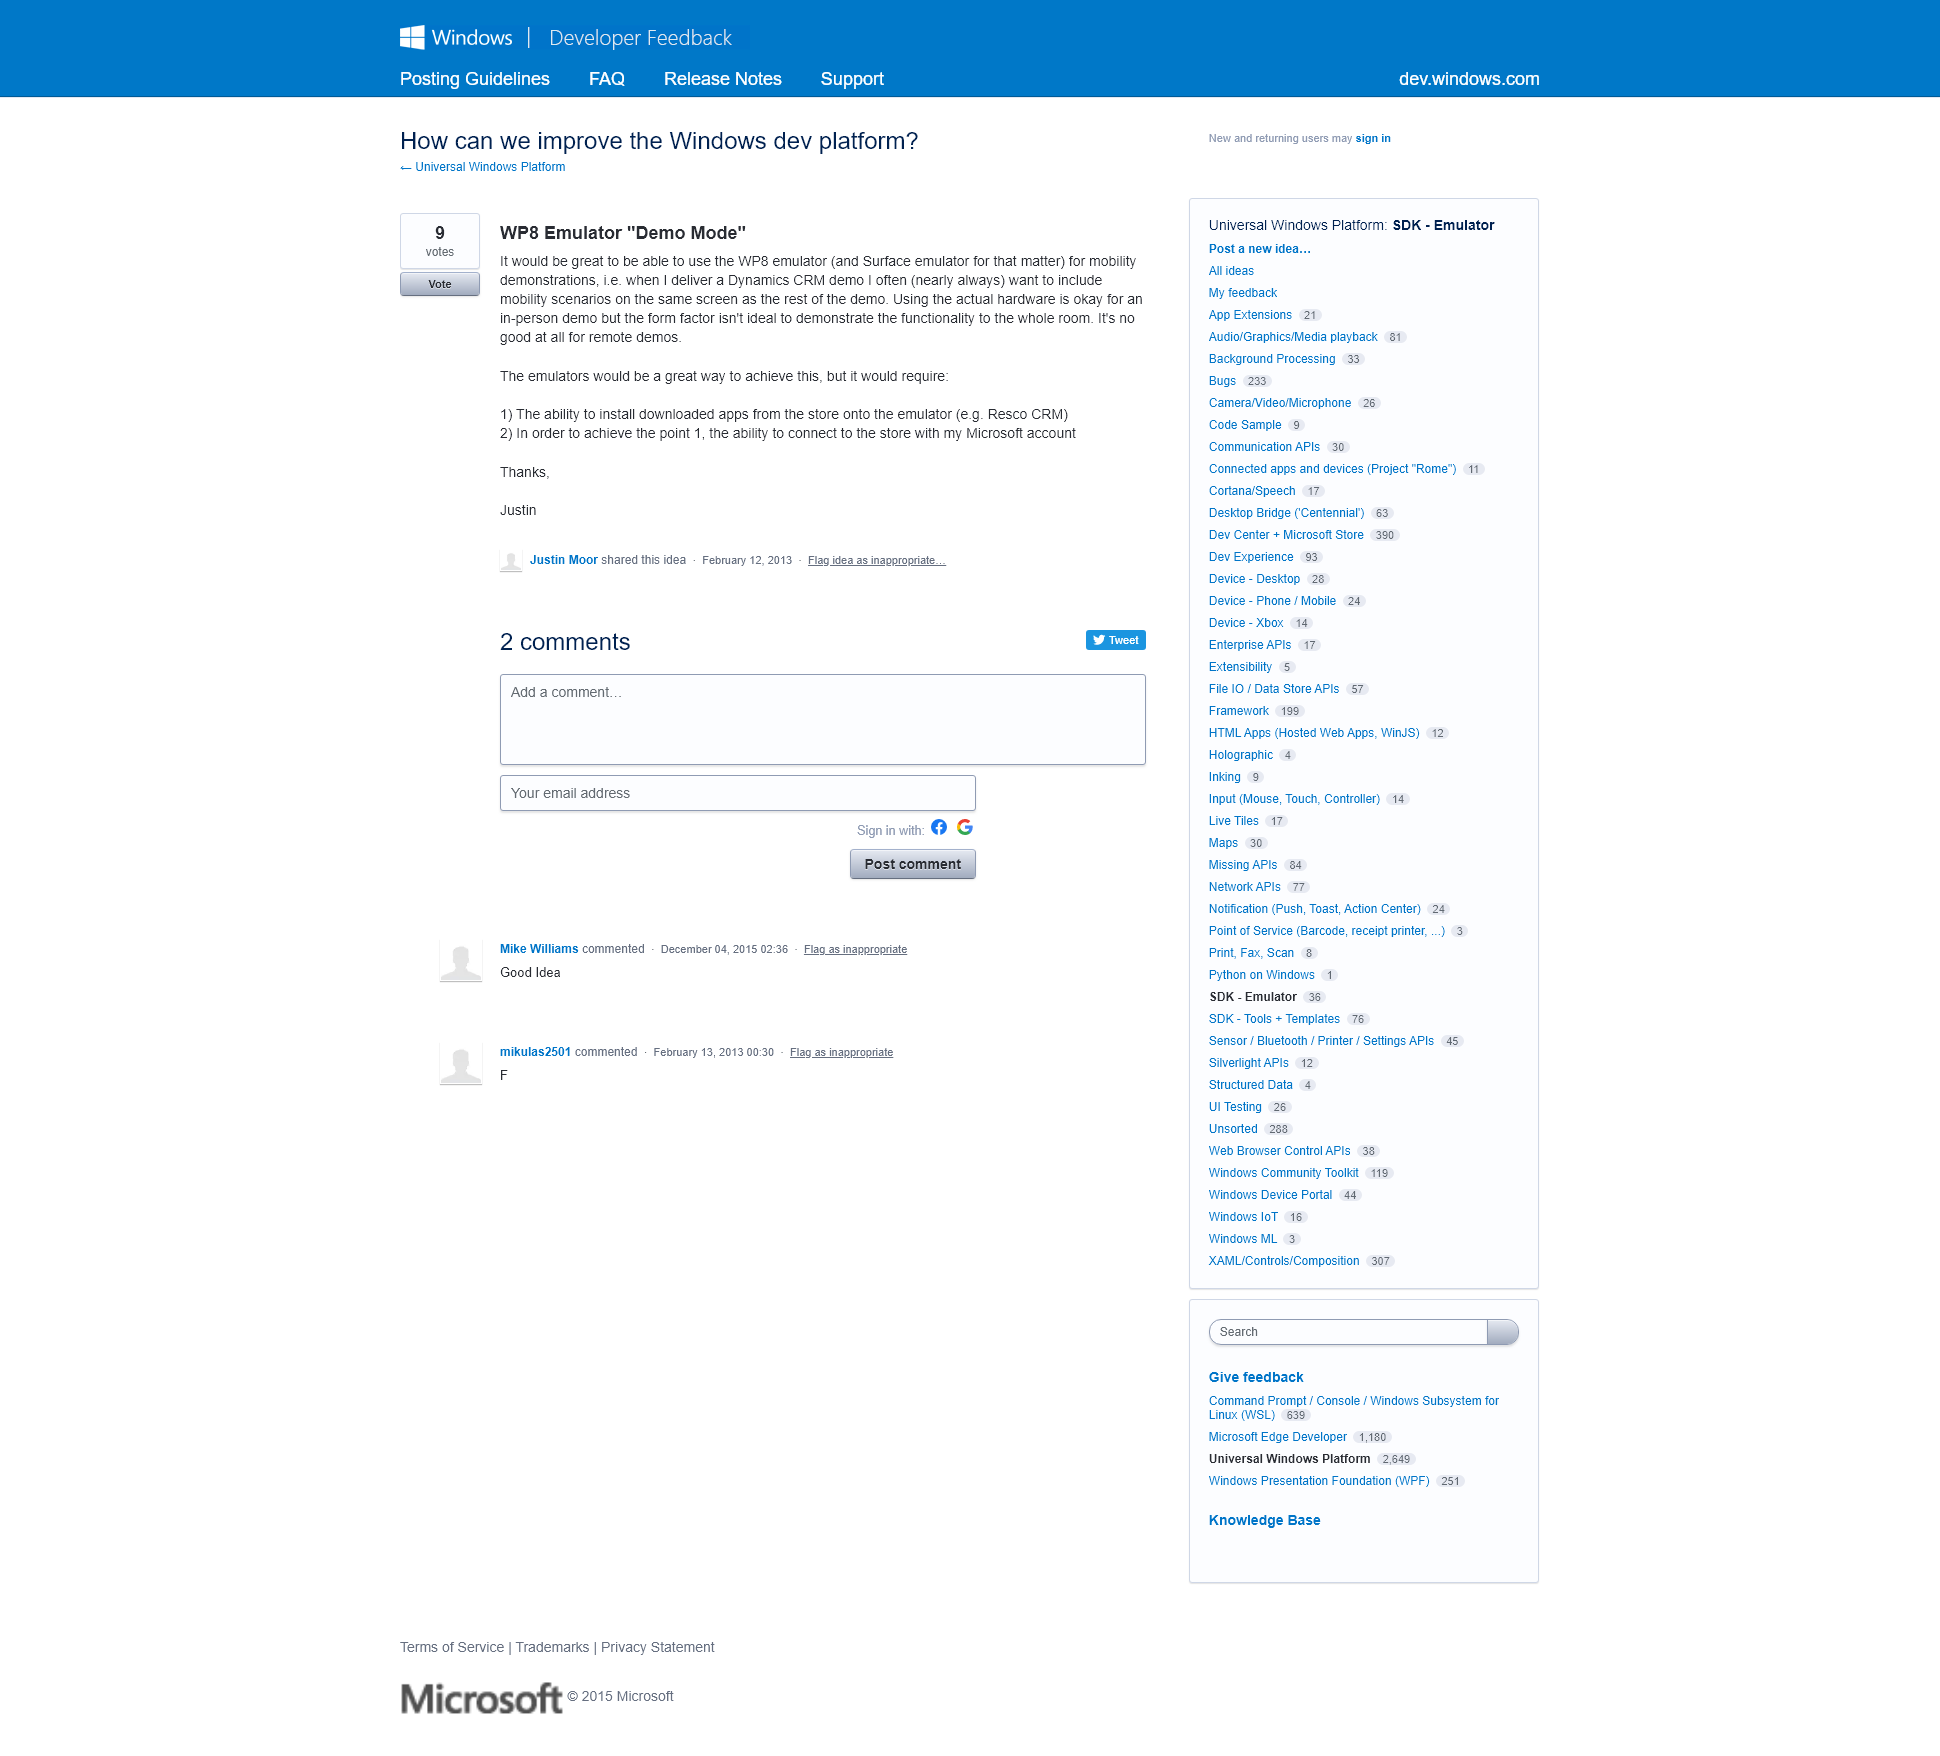 Windows | Developer Feedback
Posting Guidelines FAQ Release Notes Support dev.windows.com
How can we improve the Windows dev platform?
← Universal Windows Platform
New and returning users may sign in
9
votes
Vote
WP8 Emulator "Demo Mode"
It would be great to be able to use the WP8 emulator (and Surface emulator for that matter) for mobility
demonstrations, i.e. when I deliver a Dynamics CRM demo I often (nearly always) want to include
mobility scenarios on the same screen as the rest of the demo. Using the actual hardware is okay for an
in-person demo but the form factor isn't ideal to demonstrate the functionality to the whole room. It's no
good at all for remote demos.
The emulators would be a great way to achieve this, but it would require:
1) The ability to install downloaded apps from the store onto the emulator (e.g. Resco CRM)
2) In order to achieve the point 1, the ability to connect to the store with my Microsoft account
Thanks,
Justin
Justin Moor shared this idea · February 12, 2013 · Flag idea as inappropriate…
2 comments
Tweet
Add a comment…
Your email address
Sign in with:
Post comment
Mike Williams commented · December 04, 2015 02:36 · Flag as inappropriate
Good Idea
mikulas2501 commented · February 13, 2013 00:30 · Flag as inappropriate
F
Universal Windows Platform: SDK - Emulator
Post a new idea…
All ideas
My feedback
App Extensions 21
Audio/Graphics/Media playback 81
Background Processing 33
Bugs 233
Camera/Video/Microphone 26
Code Sample 9
Communication APIs 30
Connected apps and devices (Project "Rome") 11
Cortana/Speech 17
Desktop Bridge ('Centennial') 63
Dev Center + Microsoft Store 390
Dev Experience 93
Device - Desktop 28
Device - Phone / Mobile 24
Device - Xbox 14
Enterprise APIs 17
Extensibility 5
File IO / Data Store APIs 57
Framework 199
HTML Apps (Hosted Web Apps, WinJS) 12
Holographic 4
Inking 9
Input (Mouse, Touch, Controller) 14
Live Tiles 17
Maps 30
Missing APIs 84
Network APIs 77
Notification (Push, Toast, Action Center) 24
Point of Service (Barcode, receipt printer, ...) 3
Print, Fax, Scan 8
Python on Windows 1
SDK - Emulator 36
SDK - Tools + Templates 76
Sensor / Bluetooth / Printer / Settings APIs 45
Silverlight APIs 12
Structured Data 4
UI Testing 26
Unsorted 288
Web Browser Control APIs 38
Windows Community Toolkit 119
Windows Device Portal 44
Windows IoT 16
Windows ML 3
XAML/Controls/Composition 307
Search
Give feedback
Command Prompt / Console / Windows Subsystem for
Linux (WSL) 639
Microsoft Edge Developer 1,180
Universal Windows Platform 2,649
Windows Presentation Foundation (WPF) 251
Knowledge Base
Terms of Service | Trademarks | Privacy Statement
Microsoft © 2015 Microsoft